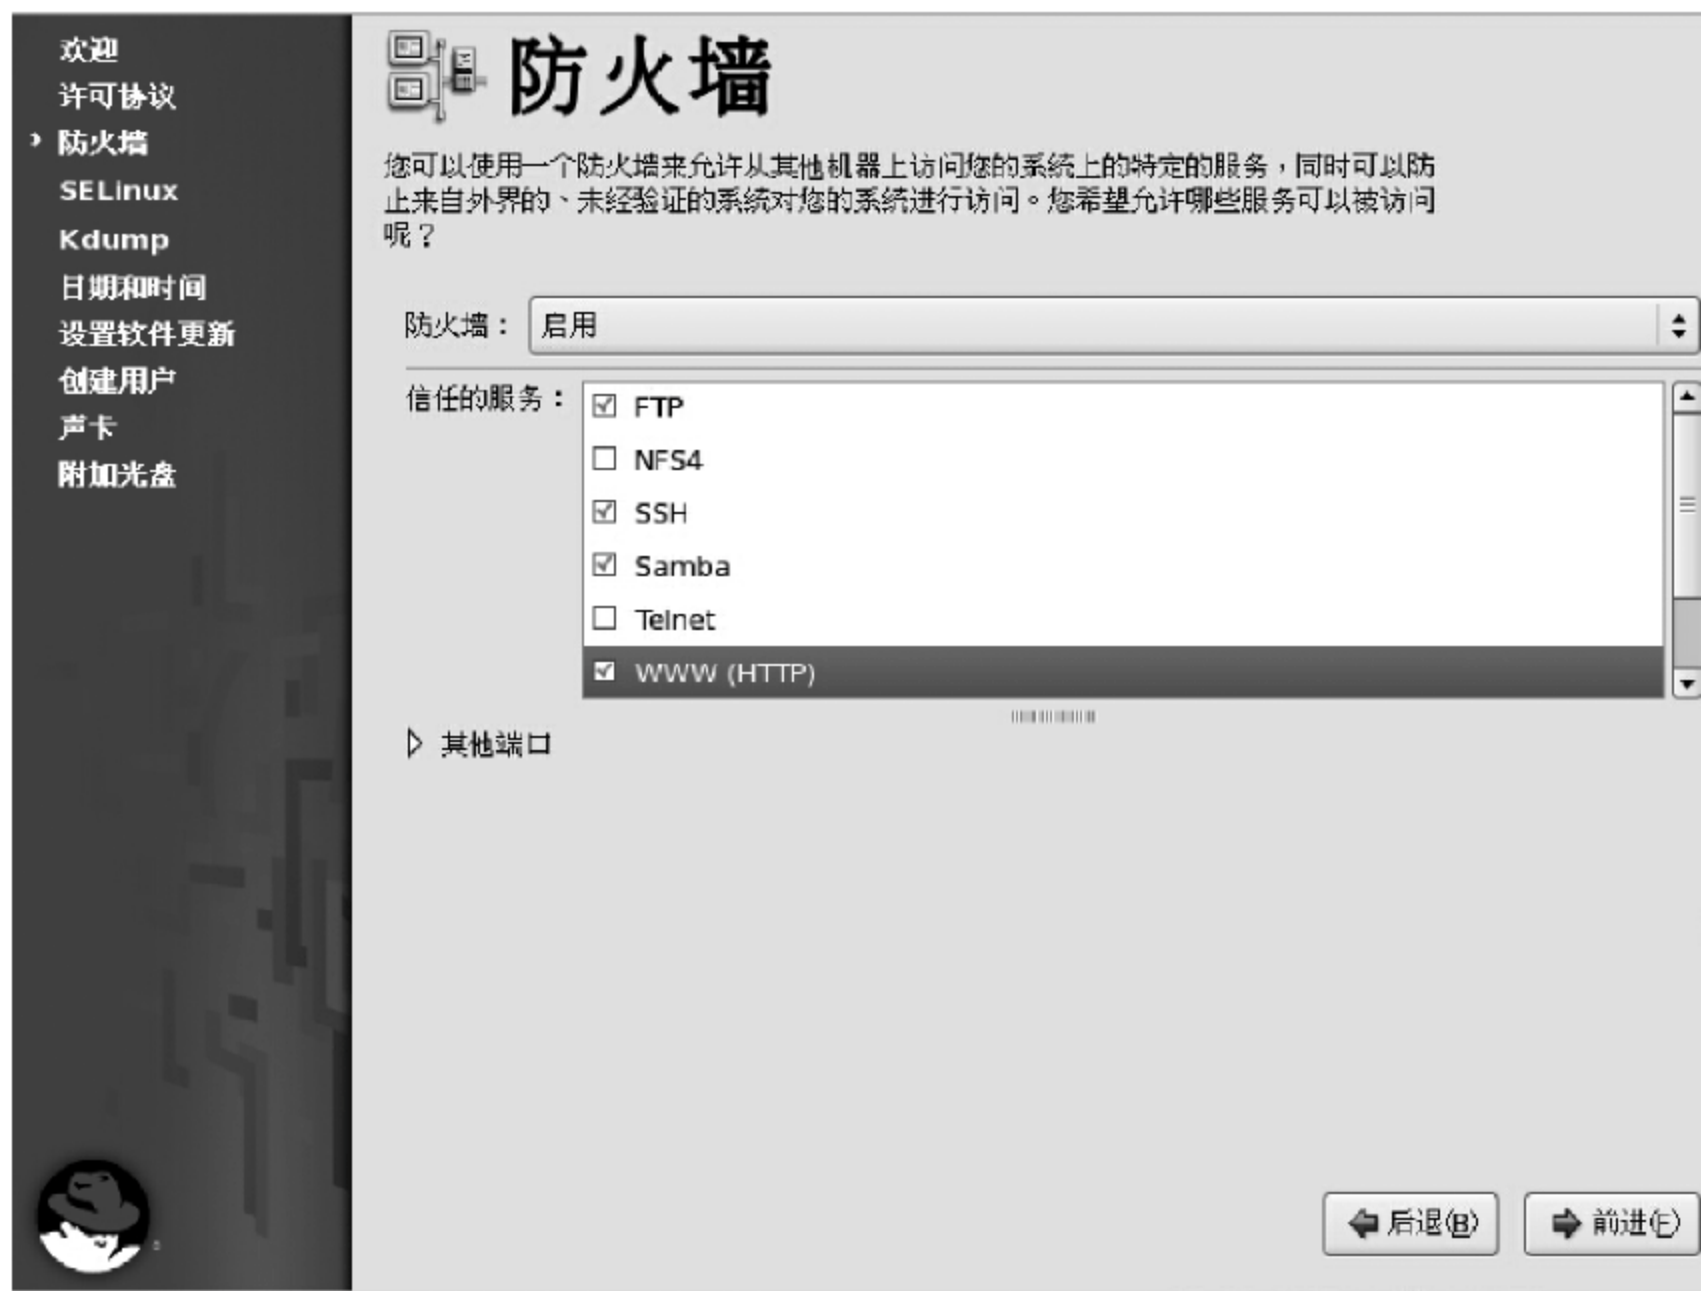 欢迎
许可协议
防火墙
SELinux
Kdump
日期和时间
设置软件更新
创建用户
声卡
附加光盘
防火墙
您可以使用一个防火墙来允许从其他机器上访问您的系统上的特定的服务，同时可以防
止来自外界的、未经验证的系统对您的系统进行访问。您希望允许哪些服务可以被访问
呢？
防火墙： 启用
信任的服务： FTP
NFS4
SSH
Samba
Telnet
WWW (HTTP)
其他端口
后退(B) 前进(F)